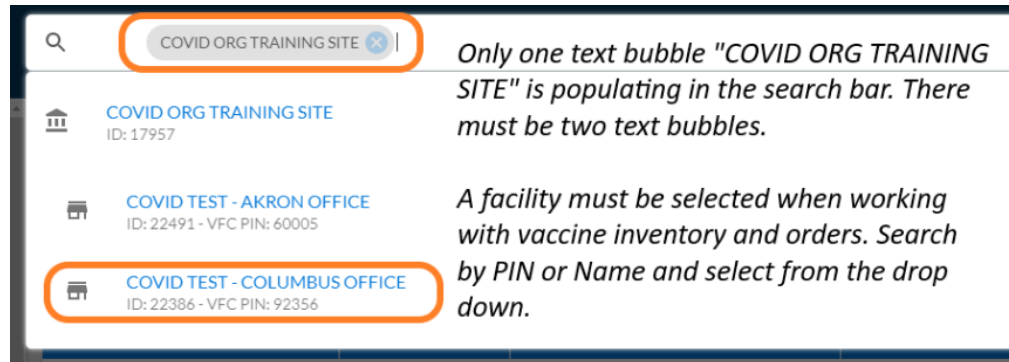 COVID ORG TRAINING SITE
Only one text bubble "COVID ORG TRAINING
SITE" is populating in the search bar. There
must be two text bubbles.
COVID ORG TRAINING SITE
ID: 17957
A facility must be selected when working
with vaccine inventory and orders. Search
by PIN or Name and select from the drop
down.
COVID TEST - AKRON OFFICE
ID: 22491 - VFC PIN: 60005
COVID TEST - COLUMBUS OFFICE
ID: 22386 - VFC PIN: 92356